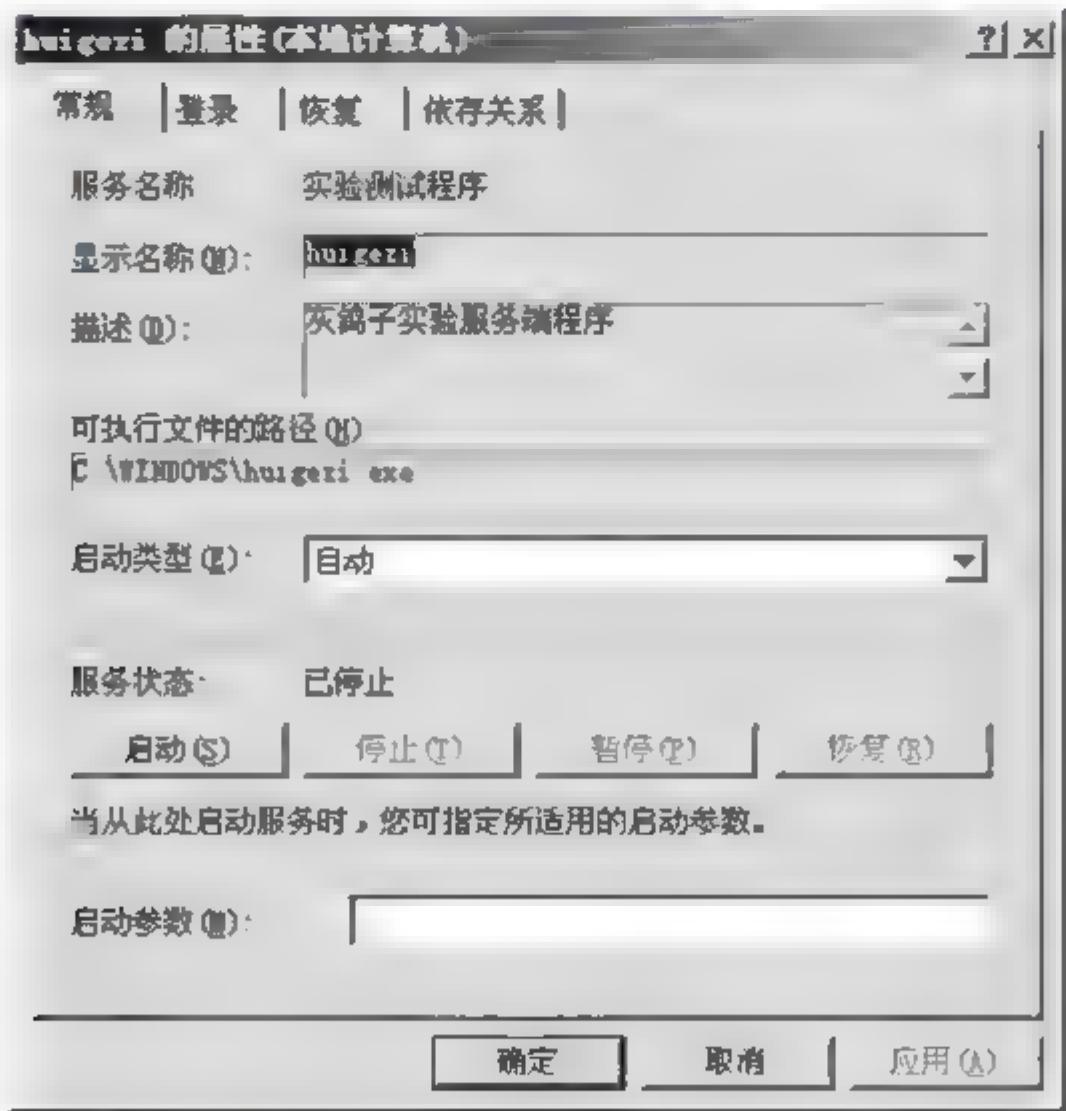 huigezi 的属性(本地计算机)
常规 登录 恢复 依存关系
服务名称 实验测试程序
显示名称(N): huigezi
描述(D): 灰鸽子实验服务端程序
可执行文件的路径(H)
C \WINDOWS\huigezi exe
启动类型(E): 自动
服务状态: 已停止
启动(S) 停止(T) 暂停(P) 恢复(R)
当从此处启动服务时，您可指定所适用的启动参数。
启动参数(M):
确定 取消 应用(A)